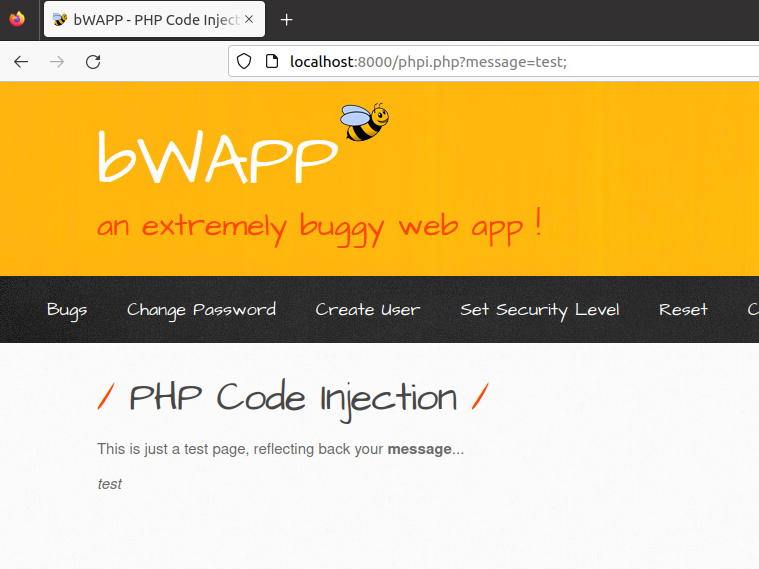 bWAPP - PHP Code Inject
localhost:8000/phpi.php?message=test;
bWAPP
an extremely buggy web app !
Bugs Change Password Create User Set Security Level Reset C
/ PHP Code Injection /
This is just a test page, reflecting back your message...
test